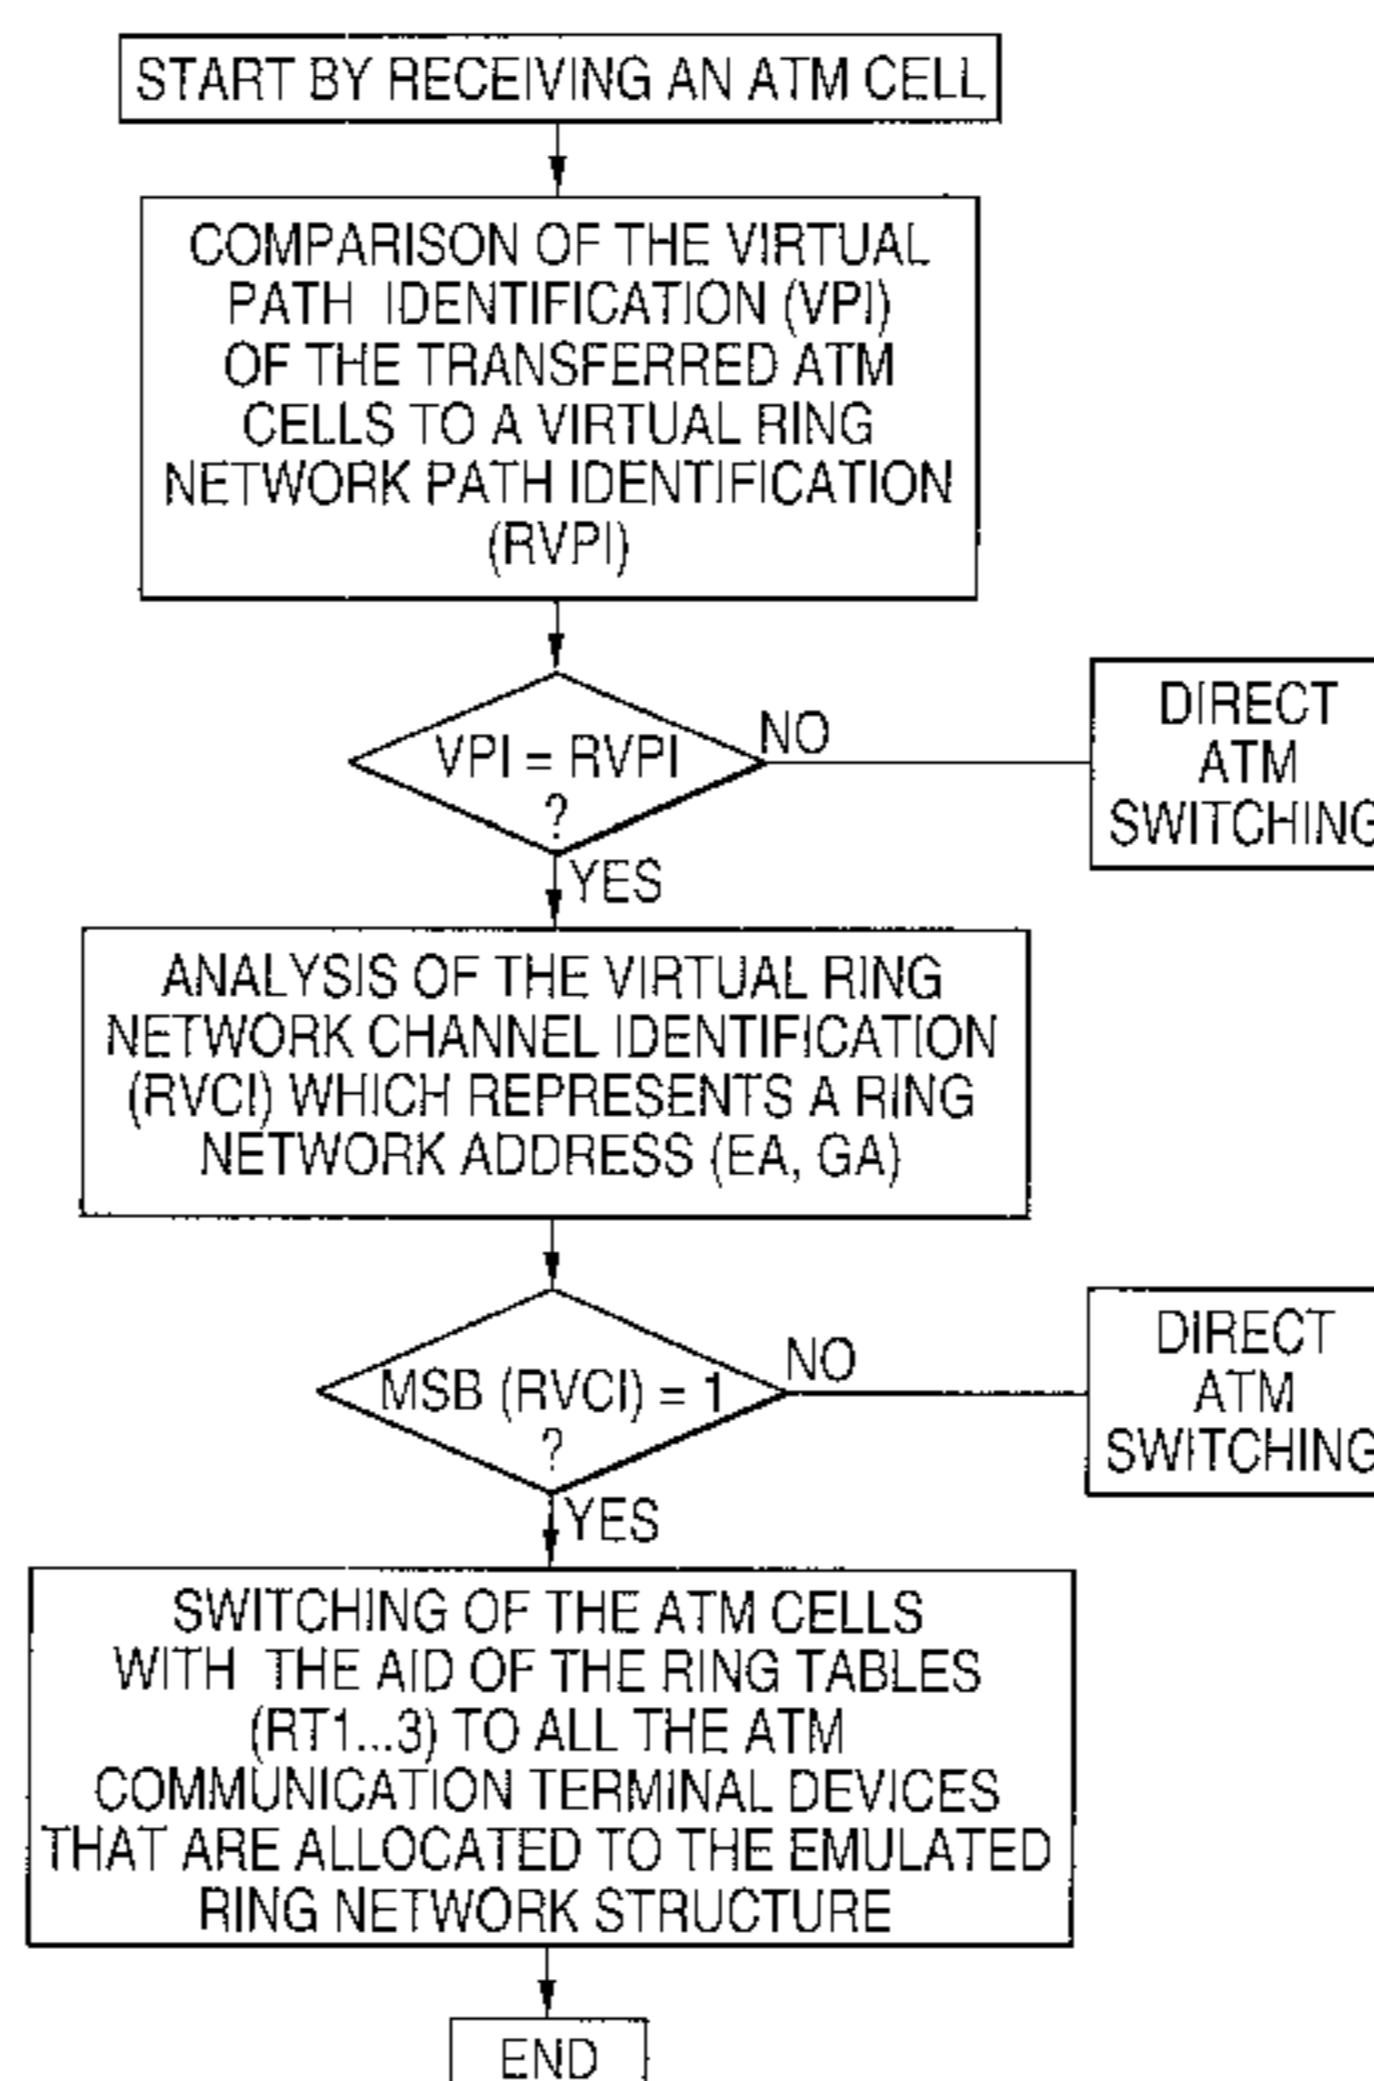 START BY RECEIVING AN ATM CELL
COMPARISON OF THE VIRTUAL
PATH IDENTIFICATION (VPI)
OF THE TRANSFERRED ATM
CELLS TO A VIRTUAL RING
NETWORK PATH IDENTIFICATION
(RVPI)
VPI = RVPI
?
NO
DIRECT
ATM
SWITCHING
YES
ANALYSIS OF THE VIRTUAL RING
NETWORK CHANNEL IDENTIFICATION
(RVCI) WHICH REPRESENTS A RING
NETWORK ADDRESS (EA, GA)
MSB (RVCI) = 1
?
NO
DIRECT
ATM
SWITCHING
YES
SWITCHING OF THE ATM CELLS
WITH THE AID OF THE RING TABLES
(RT1...3) TO ALL THE ATM
COMMUNICATION TERMINAL DEVICES
THAT ARE ALLOCATED TO THE EMULATED
RING NETWORK STRUCTURE
END